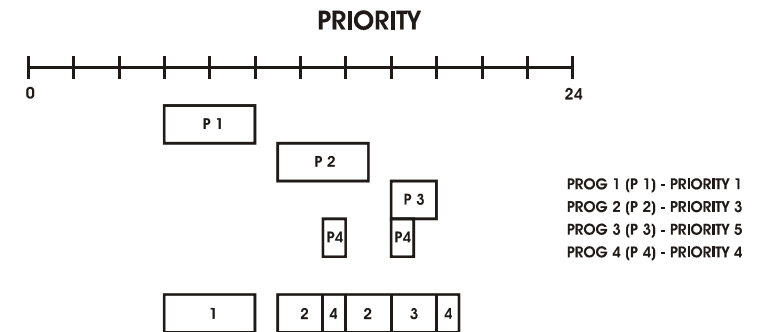 PRIORITY
0 24
P 1
P 2
P 3
P4 P4
PROG 1 (P 1) - PRIORITY 1
PROG 2 (P 2) - PRIORITY 3
PROG 3 (P 3) - PRIORITY 5
PROG 4 (P 4) - PRIORITY 4
1 2 4 2 3 4